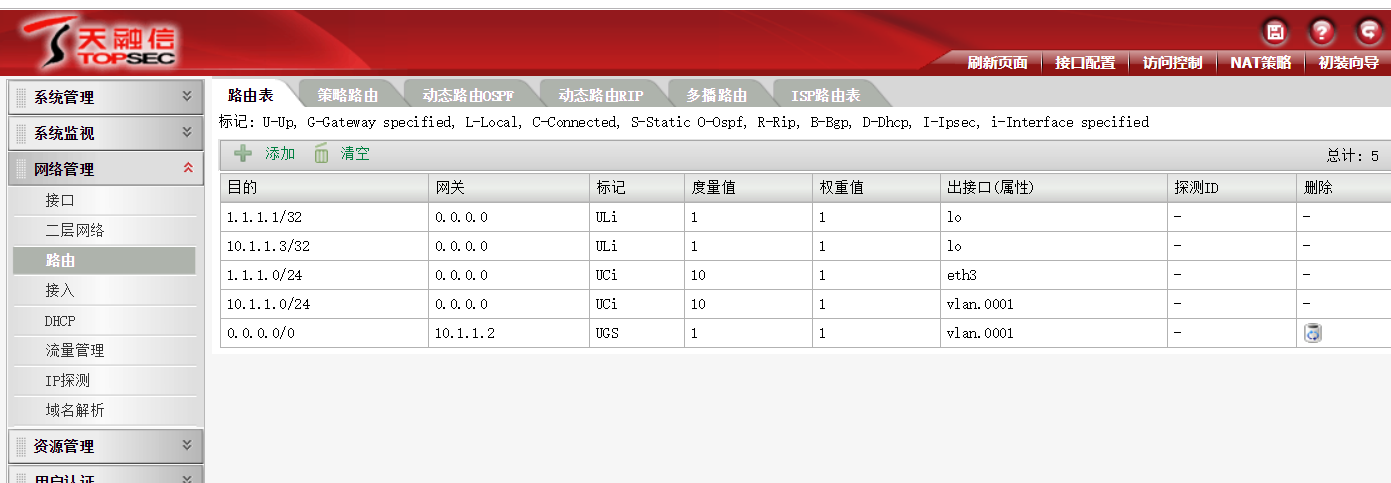 天融信
TOPSEC
刷新页面 接口配置 访问控制 NAT策略 初装向导
系统管理
系统监视
网络管理
接口
二层网络
路由
接入
DHCP
流量管理
IP探测
域名解析
资源管理
用户认证
路由表 策略路由 动态路由OSPF 动态路由RIP 多播路由 ISP路由表
标记: U-Up, G-Gateway specified, L-Local, C-Connected, S-Static O-Ospf, R-Rip, B-Bgp, D-Dhcp, I-Ipsec, i-Interface specified
添加 清空 总计: 5
目的 网关 标记 度量值 权重值 出接口(属性) 探测ID 删除
1.1.1.1/32 0.0.0.0 ULi 1 1 lo - -
10.1.1.3/32 0.0.0.0 ULi 1 1 lo - -
1.1.1.0/24 0.0.0.0 UCi 10 1 eth3 - -
10.1.1.0/24 0.0.0.0 UCi 10 1 vlan.0001 - -
0.0.0.0/0 10.1.1.2 UGS 1 1 vlan.0001 -